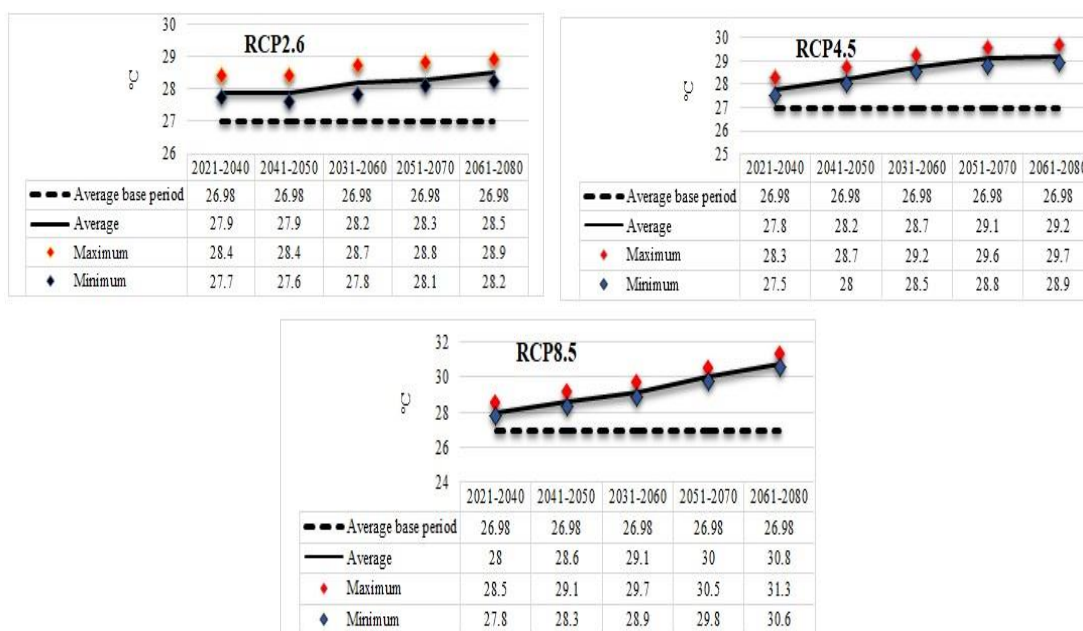 RCP2.6
°C
30
29
28
27
26
2021-2040 2041-2050 2031-2060 2051-2070 2061-2080
Average base period 26.98 26.98 26.98 26.98 26.98
Average 27.9 27.9 28.2 28.3 28.5
Maximum 28.4 28.4 28.7 28.8 28.9
Minimum 27.7 27.6 27.8 28.1 28.2
RCP4.5
°C
30
29
28
27
26
25
2021-2040 2041-2050 2031-2060 2051-2070 2061-2080
Average base period 26.98 26.98 26.98 26.98 26.98
Average 27.8 28.2 28.7 29.1 29.2
Maximum 28.3 28.7 29.2 29.6 29.7
Minimum 27.5 28 28.5 28.8 28.9
RCP8.5
°C
32
30
28
26
24
2021-2040 2041-2050 2031-2060 2051-2070 2061-2080
Average base period 26.98 26.98 26.98 26.98 26.98
Average 28 28.6 29.1 30 30.8
Maximum 28.5 29.1 29.7 30.5 31.3
Minimum 27.8 28.3 28.9 29.8 30.6